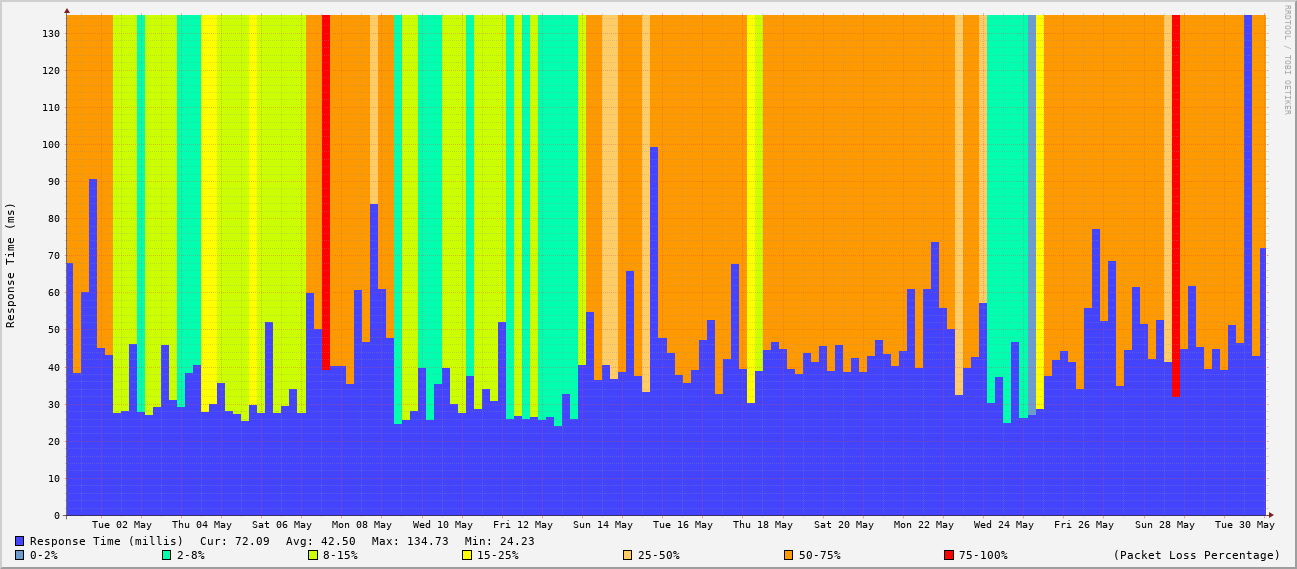 RRDTOOL / TOBI OETIKER
130
120
110
100
90
80
70
60
50
40
30
20
10
0
Response Time (ms)
Tue 02 May Thu 04 May Sat 06 May Mon 08 May Wed 10 May Fri 12 May Sun 14 May Tue 16 May Thu 18 May Sat 20 May Mon 22 May Wed 24 May Fri 26 May Sun 28 May Tue 30 May
Response Time (millis) Cur: 72.09 Avg: 42.50 Max: 134.73 Min: 24.23
0-2% 2-8% 8-15% 15-25% 25-50% 50-75% 75-100% (Packet Loss Percentage)